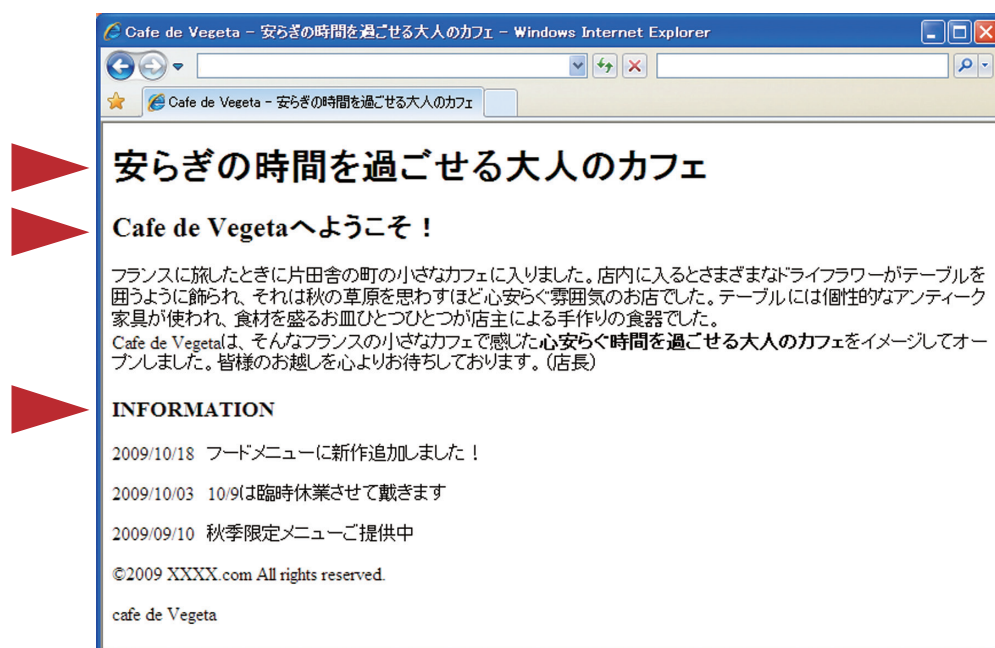 Cafe de Vegeta - 安らぎの時間を過ごせる大人のカフェ - Windows Internet Explorer
Cafe de Vegeta - 安らぎの時間を過ごせる大人のカフェ
安らぎの時間を過ごせる大人のカフェ
Cafe de Vegetaへようこそ！
フランスに旅したときに片田舎の町の小さなカフェに入りました。店内に入るとさまざまなドライフラワーがテーブルを
囲うように飾られ、それは秋の草原を思わすほど心安らぐ雰囲気のお店でした。テーブルには個性的なアンティーク
家具が使われ、食材を盛るお皿ひとつひとつが店主による手作りの食器でした。
Cafe de Vegetaは、そんなフランスの小さなカフェで感じた心安らぐ時間を過ごせる大人のカフェをイメージしてオー
プンしました。皆様のお越しを心よりお待ちしております。（店長）
INFORMATION
2009/10/18 フードメニューに新作追加しました！
2009/10/03 10/9は臨時休業させて戴きます
2009/09/10 秋季限定メニューご提供中
©2009 XXXX.com All rights reserved.
cafe de Vegeta